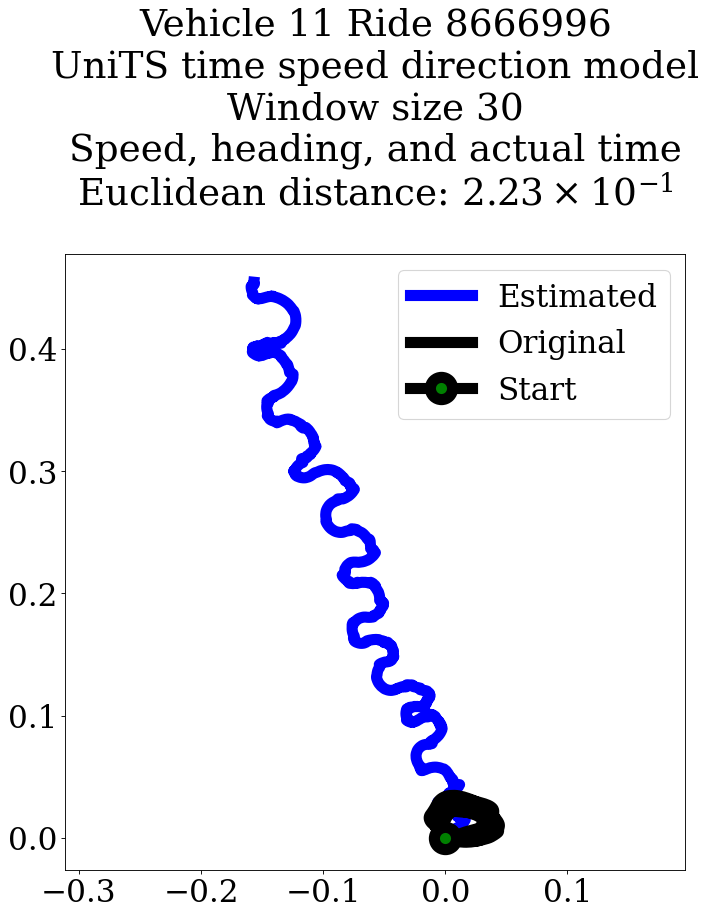 Vehicle 11 Ride 8666996
UniTS time speed direction model
Window size 30
Speed, heading, and actual time
Euclidean distance: 2.23 × 10⁻¹
Estimated
Original
Start
0.4
0.3
0.2
0.1
0.0
−0.3 −0.2 −0.1 0.0 0.1